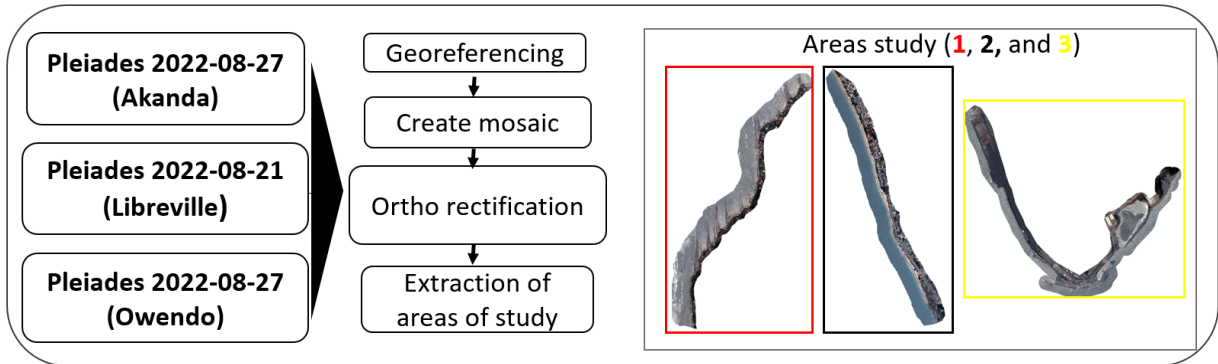 Pleiades 2022-08-27
(Akanda)
Pleiades 2022-08-21
(Libreville)
Pleiades 2022-08-27
(Owendo)
Georeferencing
Create mosaic
Ortho rectification
Extraction of
areas of study
Areas study (1, 2, and 3)